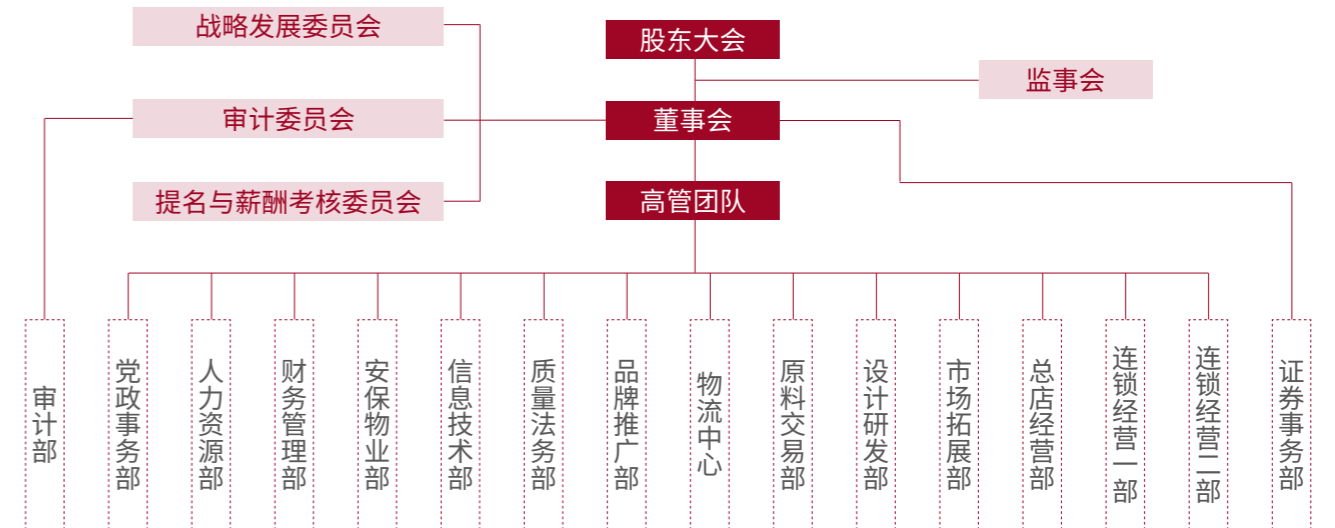 战略发展委员会
股东大会
监事会
审计委员会
董事会
提名与薪酬考核委员会
高管团队
审计部
党政事务部
人力资源部
财务管理部
安保物业部
信息技术部
质量法务部
品牌推广部
物流中心
原料交易部
设计研发部
市场拓展部
总店经营部
连锁经营一部
连锁经营二部
证券事务部